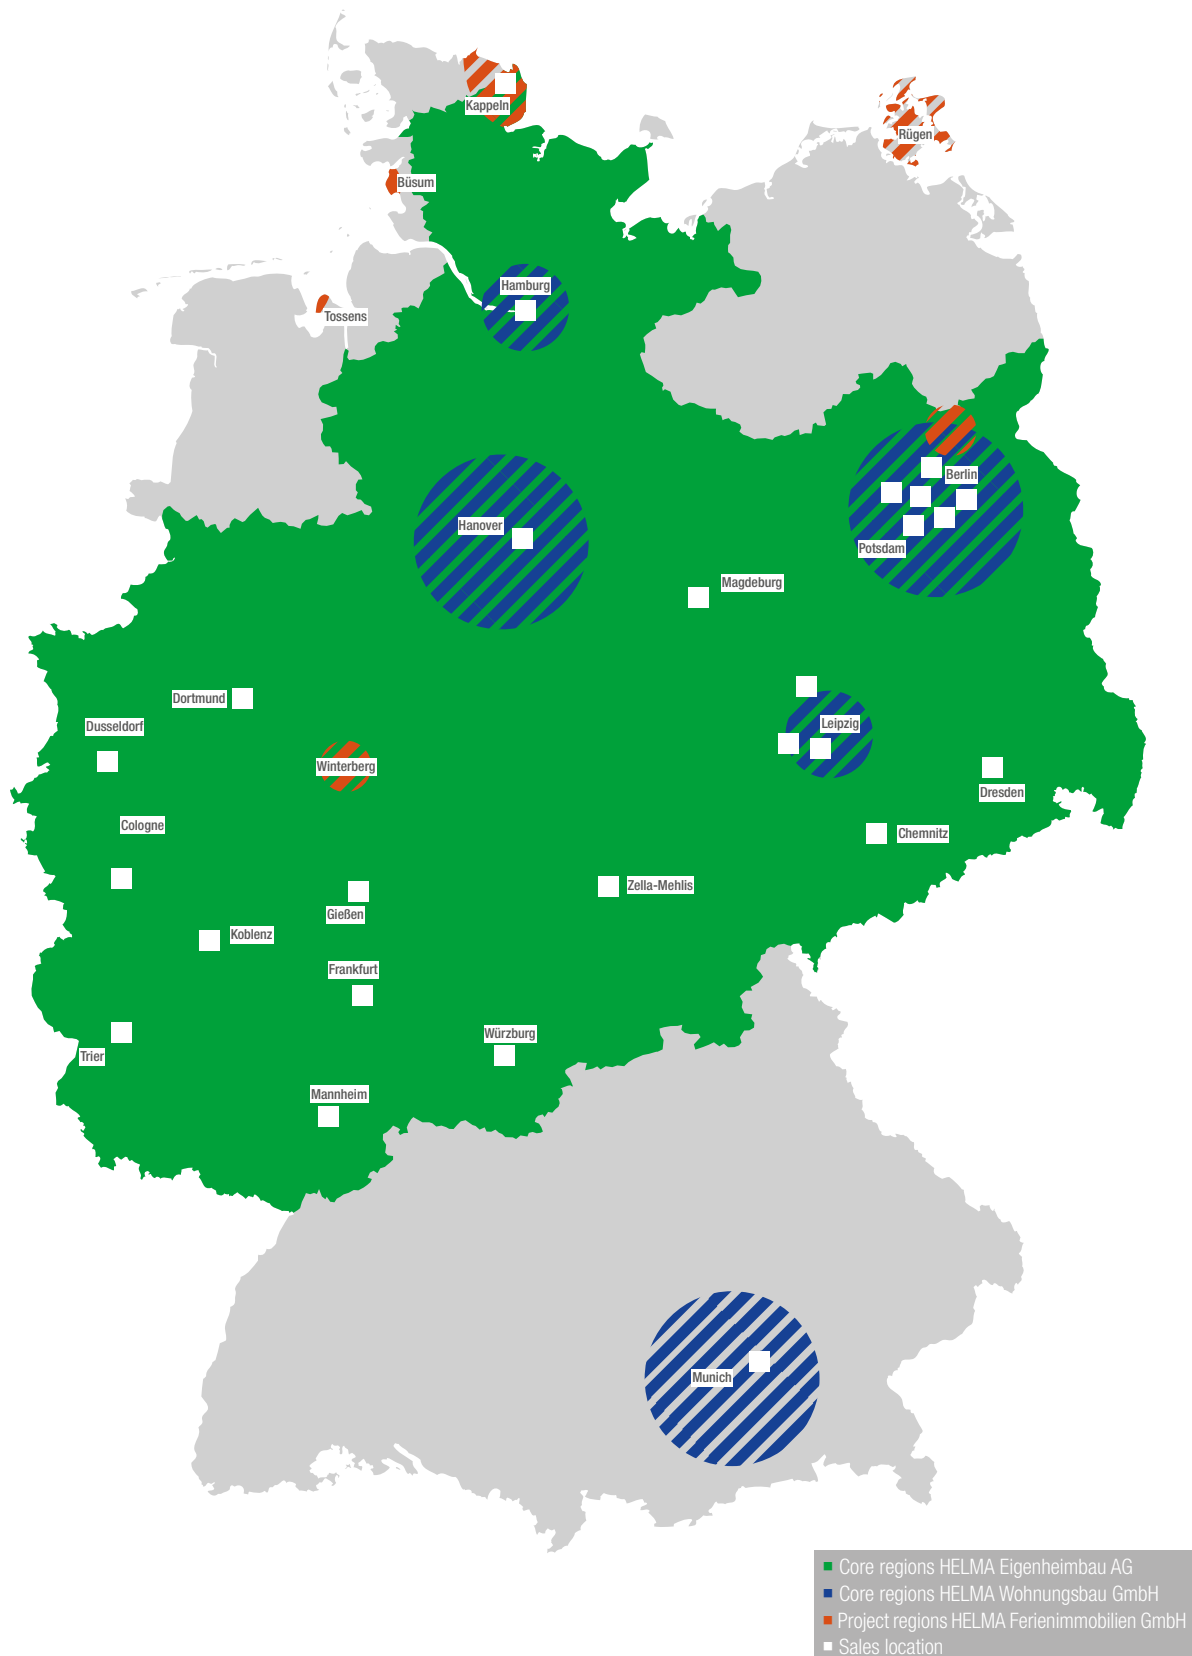 Kappeln
Rügen
Büsum
Hamburg
Tossens
Berlin
Hanover
Potsdam
Magdeburg
Dortmund
Dusseldorf
Leipzig
Winterberg
Dresden
Cologne
Chemnitz
Zella-Mehlis
Gießen
Koblenz
Frankfurt
Würzburg
Trier
Mannheim
Munich
Core regions HELMA Eigenheimbau AG
Core regions HELMA Wohnungsbau GmbH
Project regions HELMA Ferienimmobilien GmbH
Sales location